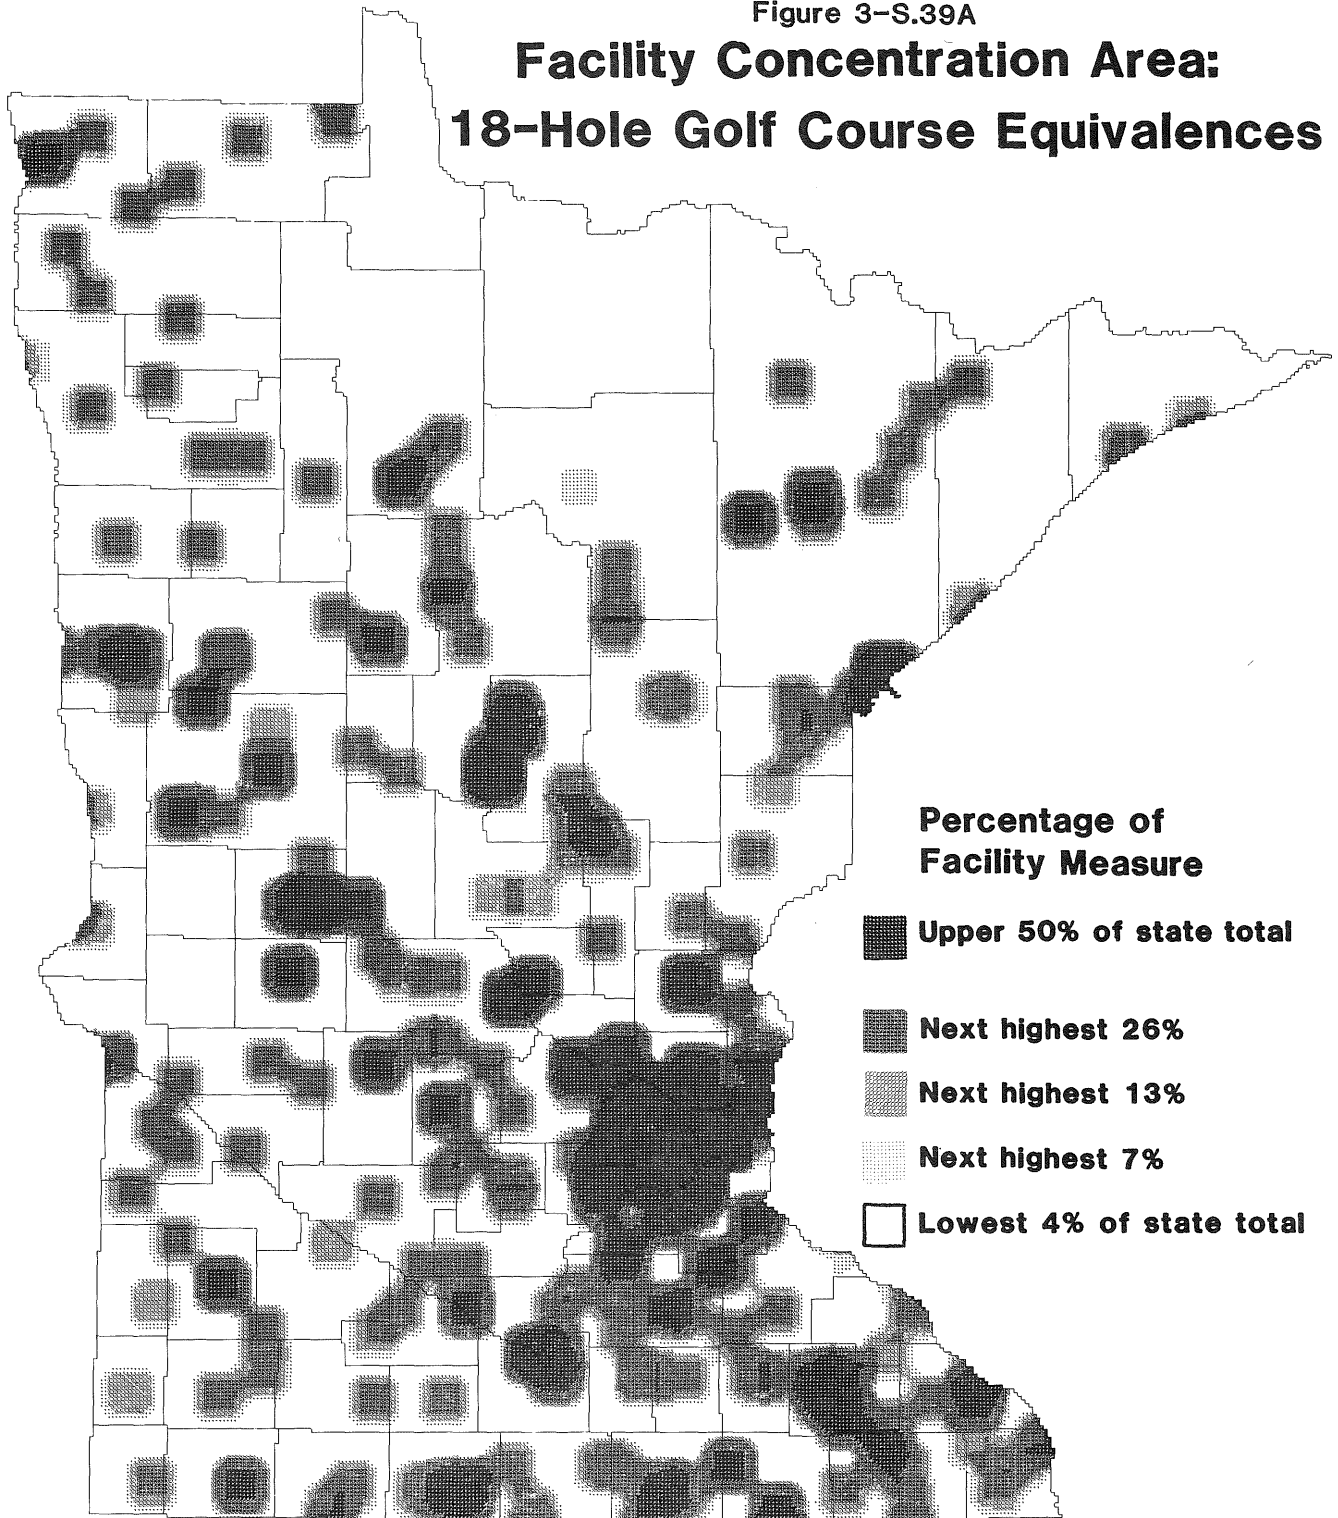 Figure 3-S.39A
Facility Concentration Area:
18-Hole Golf Course Equivalences
Percentage of
Facility Measure
Upper 50% of state total
Next highest 26%
Next highest 13%
Next highest 7%
Lowest 4% of state total